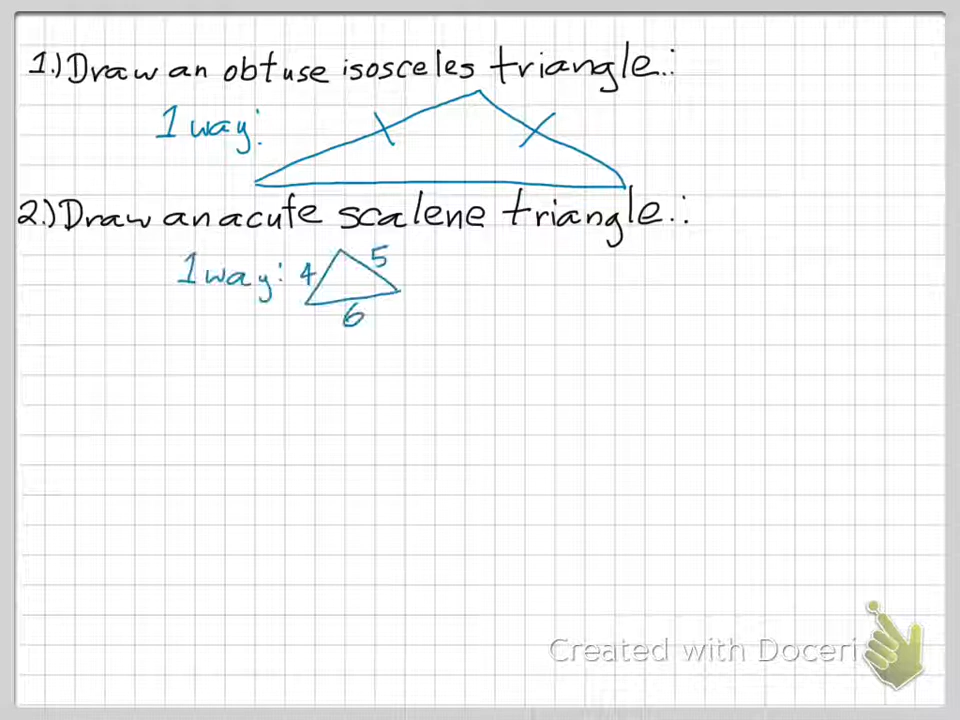 1.) Draw an obtuse isosceles triangle.:
1 way:
2.) Draw an acute scalene triangle.:
1 way: 4 5
6
Created with Doceri